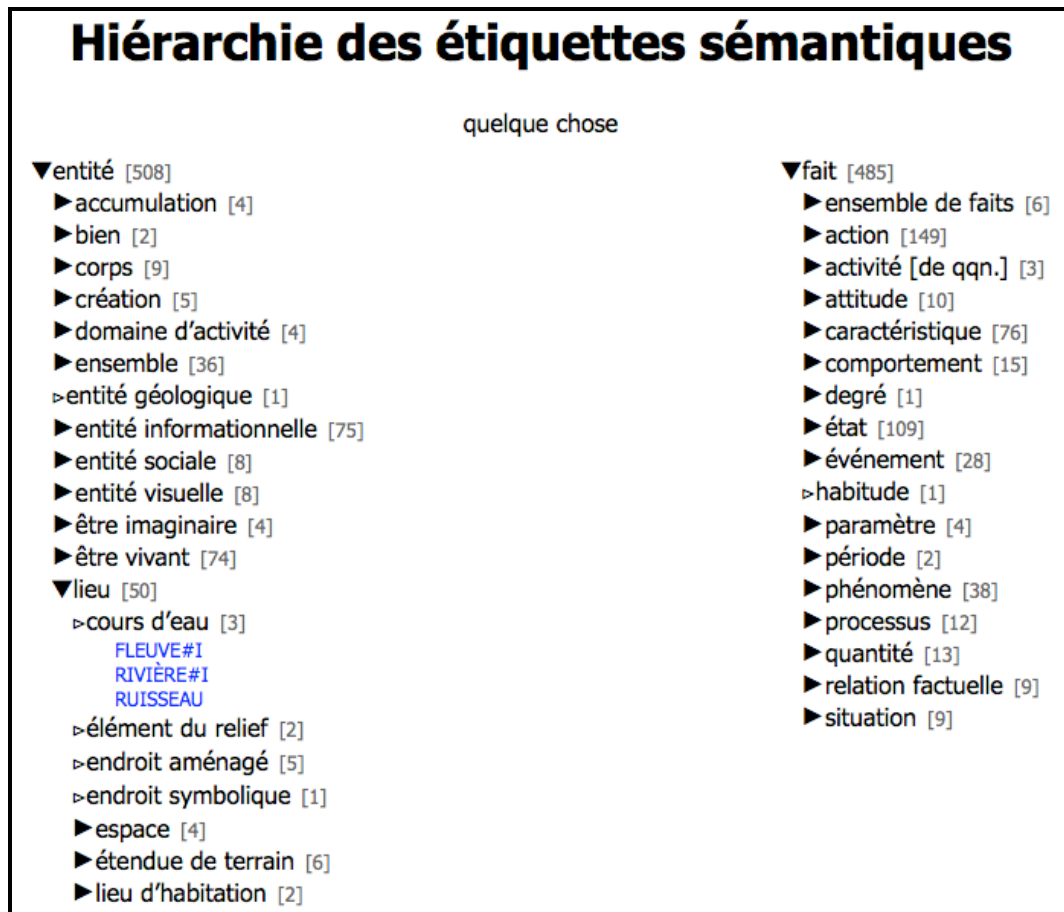 Hiérarchie des étiquettes sémantiques
quelque chose
▼entité [508]
►accumulation [4]
►bien [2]
►corps [9]
►création [5]
►domaine d'activité [4]
►ensemble [36]
▹entité géologique [1]
►entité informationnelle [75]
►entité sociale [8]
►entité visuelle [8]
►être imaginaire [4]
►être vivant [74]
▼lieu [50]
▹cours d'eau [3]
FLEUVE#I
RIVIÈRE#I
RUISSEAU
▹élément du relief [2]
▹endroit aménagé [5]
▹endroit symbolique [1]
►espace [4]
►étendue de terrain [6]
►lieu d'habitation [2]
▼fait [485]
►ensemble de faits [6]
►action [149]
►activité [de qqn.] [3]
►attitude [10]
►caractéristique [76]
►comportement [15]
►degré [1]
►état [109]
►événement [28]
▹habitude [1]
►paramètre [4]
►période [2]
►phénomène [38]
►processus [12]
►quantité [13]
►relation factuelle [9]
►situation [9]